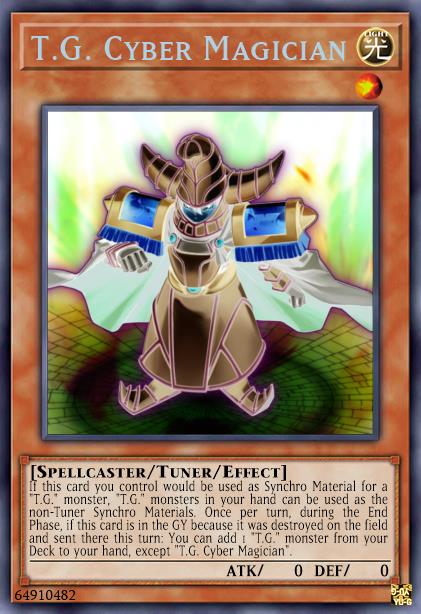 T.G. Cyber Magician
LIGHT
光
[Spellcaster/Tuner/Effect]
If this card you control would be used as Synchro Material for a
"T.G." monster, "T.G." monsters in your hand can be used as the
non-Tuner Synchro Materials. Once per turn, during the End
Phase, if this card is in the GY because it was destroyed on the field
and sent there this turn: You can add 1 "T.G." monster from your
Deck to your hand, except "T.G. Cyber Magician".
ATK/ 0 DEF/ 0
64910482